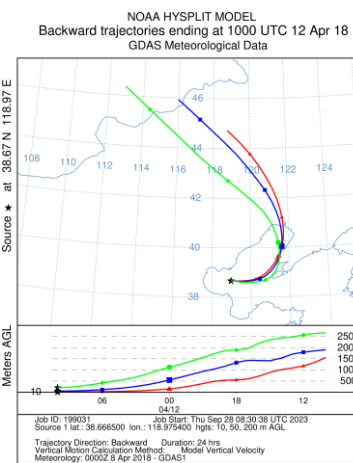 NOAA HYSPLIT MODEL
Backward trajectories ending at 1000 UTC 12 Apr 18
GDAS Meteorological Data
Source ★ at 38.67 N 118.97 E
46
108 110 112 114 116 118 120 122 124
44
42
40
38
Meters AGL
250
200
150
100
500
10
06 00 18 12
04/12
Job ID: 199031 Job Start: Thu Sep 28 08:30:38 UTC 2023
Source 1 lat.: 38.666500 lon.: 118.975400 hgts: 10, 50, 200 m AGL
Trajectory Direction: Backward Duration: 24 hrs
Vertical Motion Calculation Method: Model Vertical Velocity
Meteorology: 0000Z 8 Apr 2018 - GDAS1